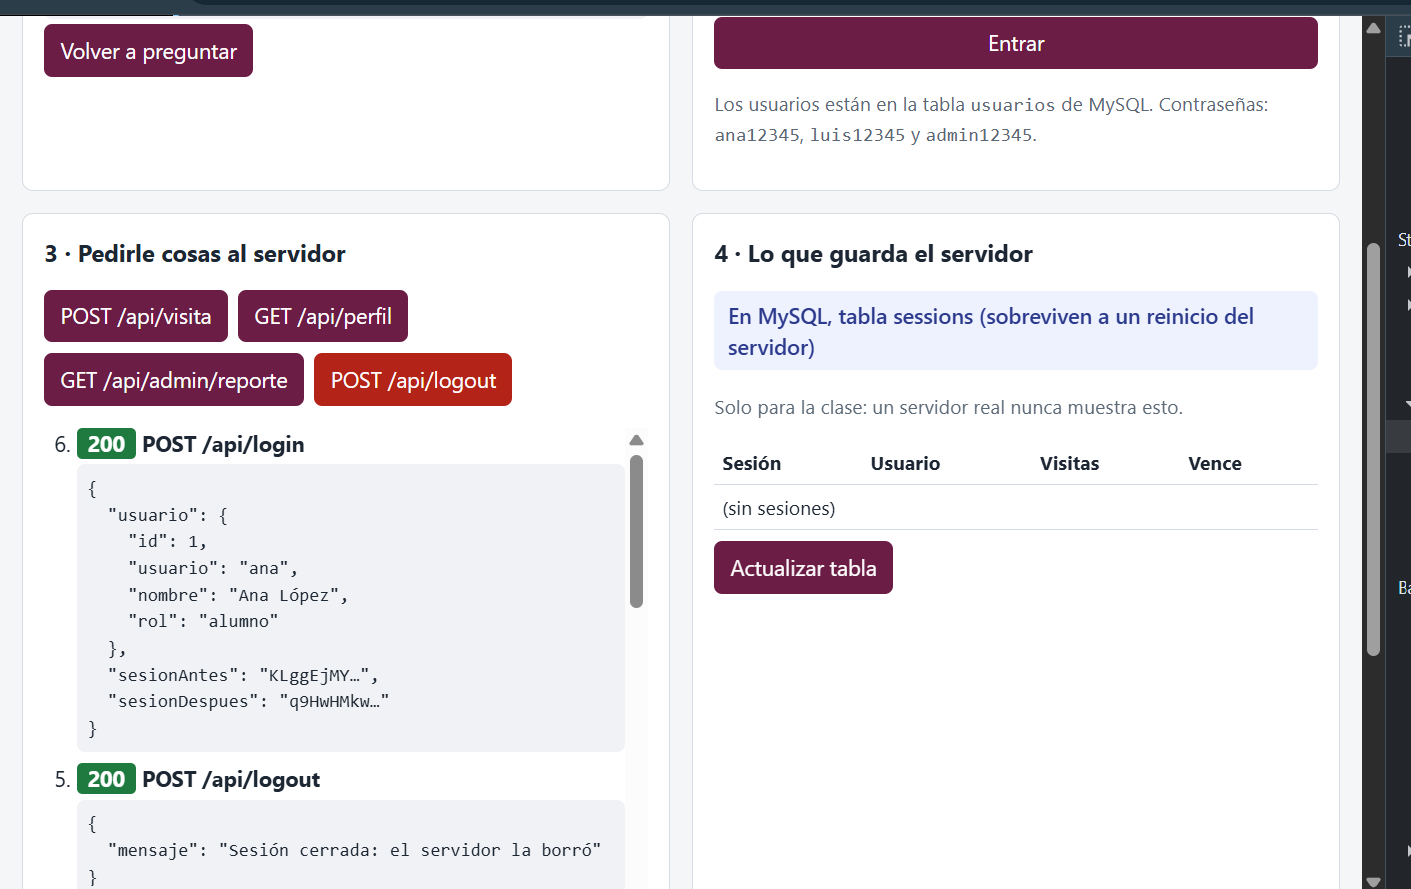 Volver a preguntar
Entrar
Los usuarios están en la tabla usuarios de MySQL. Contraseñas:
ana12345, luis12345 y admin12345.
3 · Pedirle cosas al servidor
POST /api/visita
GET /api/perfil
GET /api/admin/reporte
POST /api/logout
6. 200 POST /api/login
{
"usuario": {
"id": 1,
"usuario": "ana",
"nombre": "Ana López",
"rol": "alumno"
},
"sesionAntes": "KLggEjMY…",
"sesionDespues": "q9HwHMkw…"
}
5. 200 POST /api/logout
{
"mensaje": "Sesión cerrada: el servidor la borró"
}
4 · Lo que guarda el servidor
En MySQL, tabla sessions (sobreviven a un reinicio del
servidor)
Solo para la clase: un servidor real nunca muestra esto.
Sesión Usuario Visitas Vence
(sin sesiones)
Actualizar tabla
St
Ba